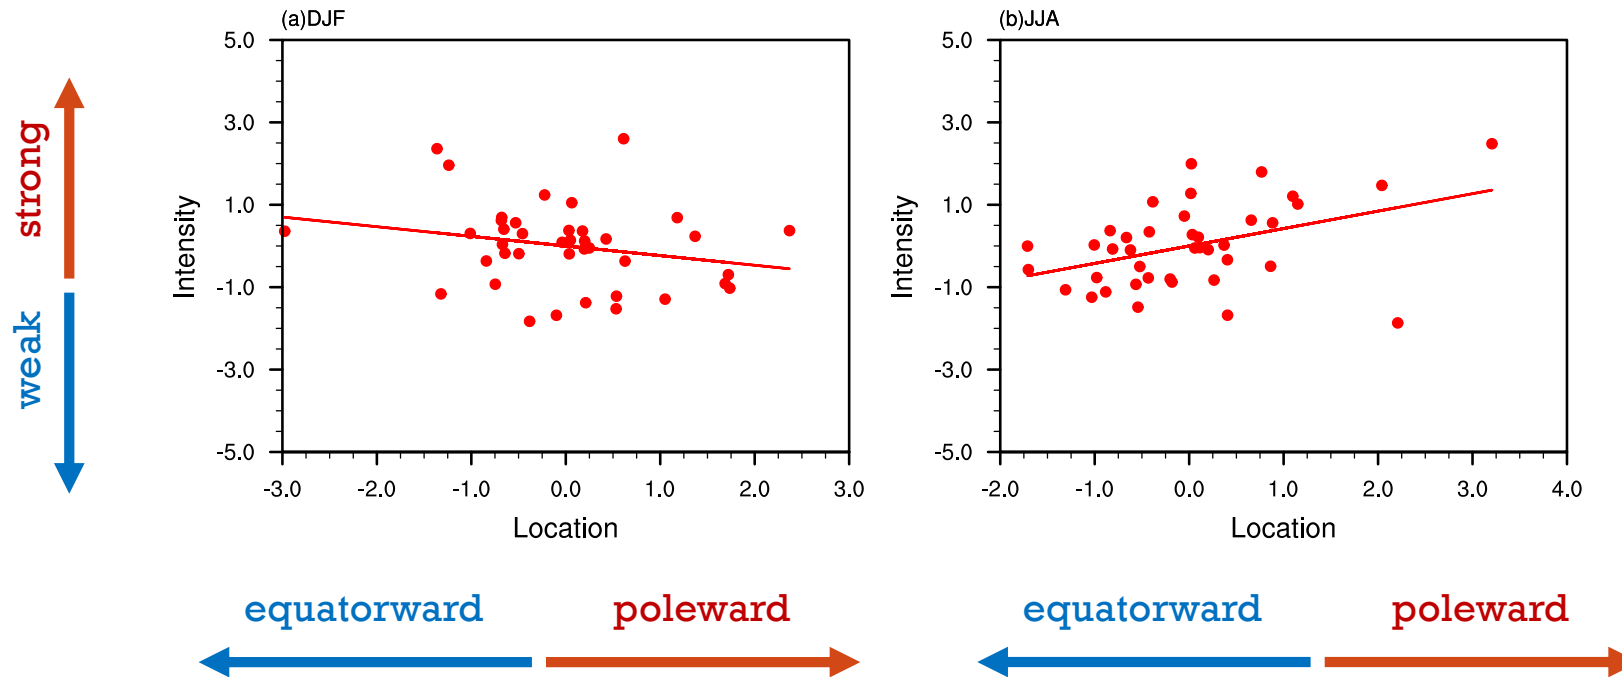 (a)DJF
5.0
3.0
1.0
-1.0
-3.0
-5.0
Intensity
-3.0 -2.0 -1.0 0.0 1.0 2.0 3.0
Location
(b)JJA
5.0
3.0
1.0
-1.0
-3.0
-5.0
Intensity
-2.0 -1.0 0.0 1.0 2.0 3.0 4.0
Location
strong
weak
equatorward poleward
equatorward poleward